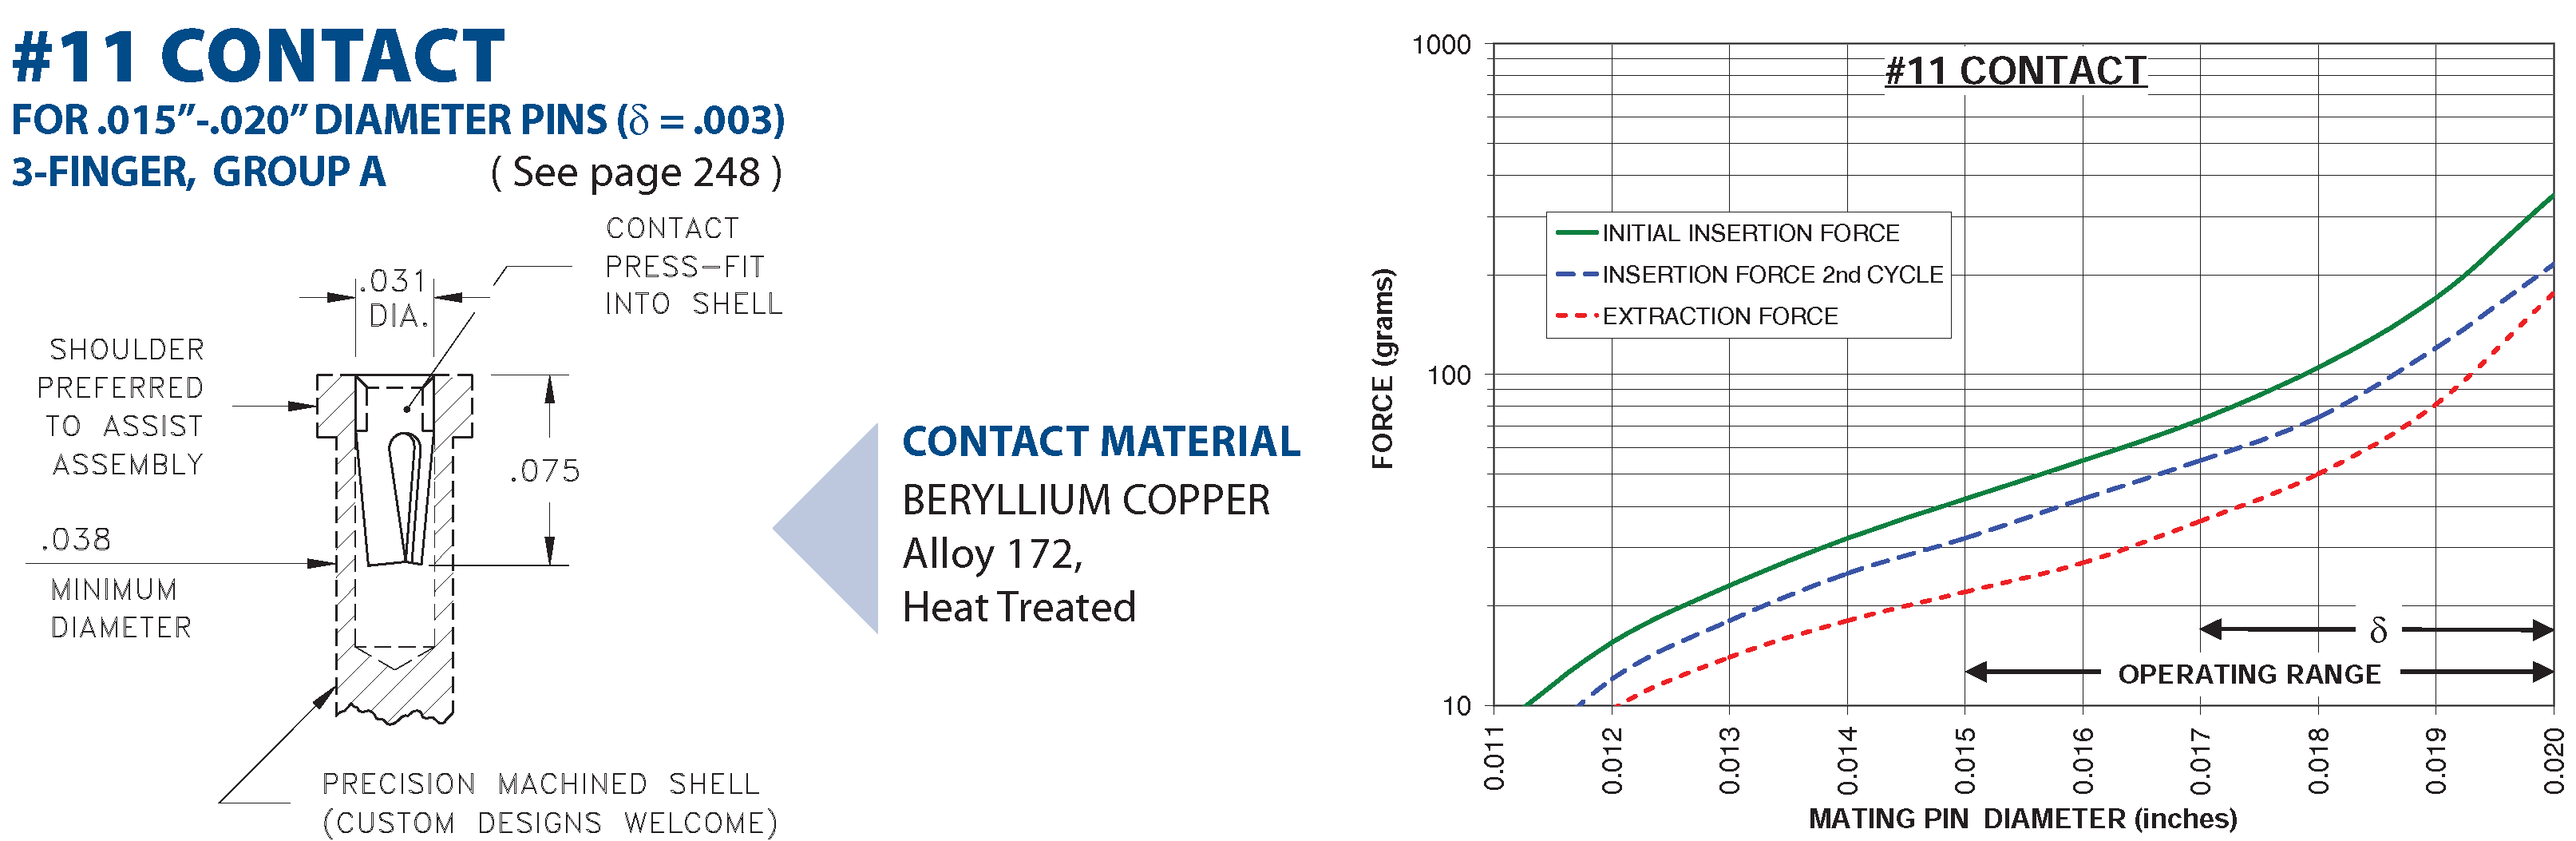 #11 CONTACT
FOR .015”-.020” DIAMETER PINS (δ = .003)
3-FINGER, GROUP A ( See page 248 )
CONTACT
PRESS-FIT
INTO SHELL
.031
DIA.
SHOULDER
PREFERRED
TO ASSIST
ASSEMBLY
.075
.038
MINIMUM
DIAMETER
PRECISION MACHINED SHELL
(CUSTOM DESIGNS WELCOME)
CONTACT MATERIAL
BERYLLIUM COPPER
Alloy 172,
Heat Treated
#11 CONTACT
1000
100
10
FORCE (grams)
INITIAL INSERTION FORCE
INSERTION FORCE 2nd CYCLE
EXTRACTION FORCE
δ
OPERATING RANGE
0.011
0.012
0.013
0.014
0.015
0.016
0.017
0.018
0.019
0.020
MATING PIN DIAMETER (inches)